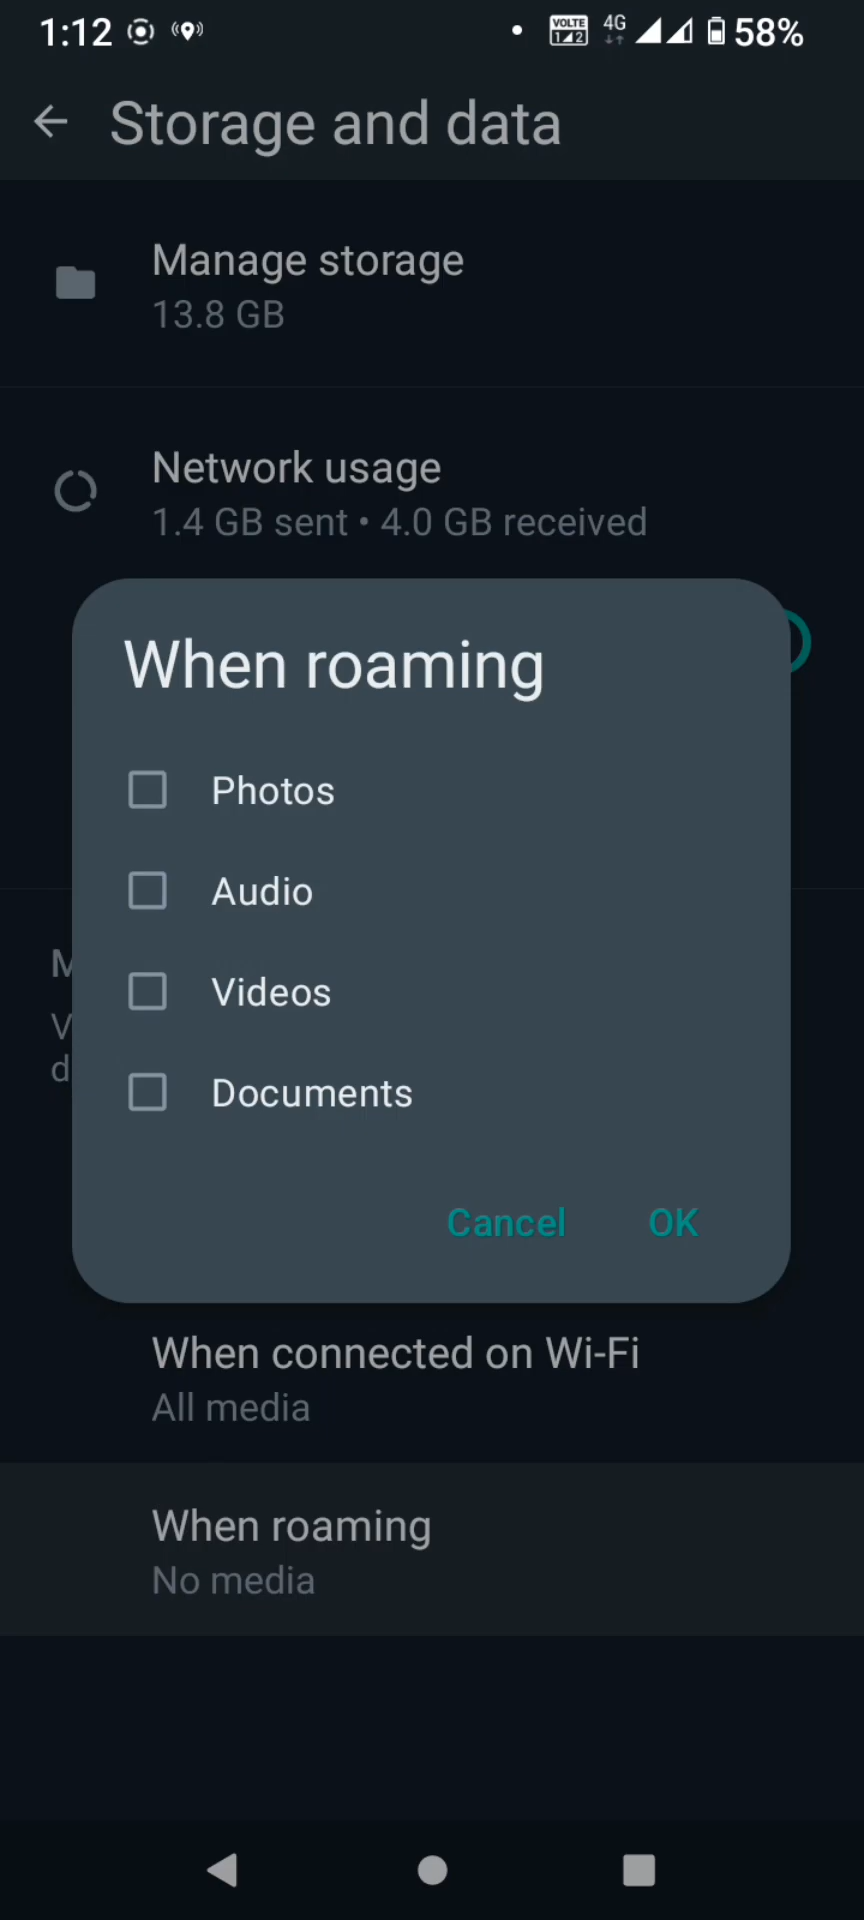 1:12 VOLTE 1 2 4G 58%
Storage and data
Manage storage
13.8 GB
Network usage
1.4 GB sent • 4.0 GB received
When roaming
Photos
Audio
Videos
Documents
Cancel OK
When connected on Wi-Fi
All media
When roaming
No media